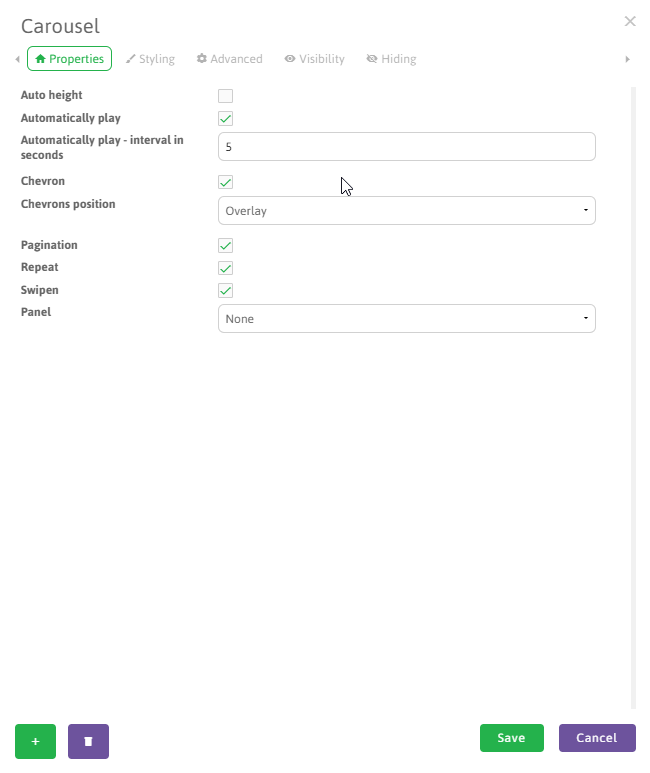 Carousel
Properties Styling Advanced Visibility Hiding
Auto height
Automatically play
Automatically play - interval in
seconds
5
Chevron
Chevrons position
Overlay
Pagination
Repeat
Swipen
Panel
None
+
Save Cancel